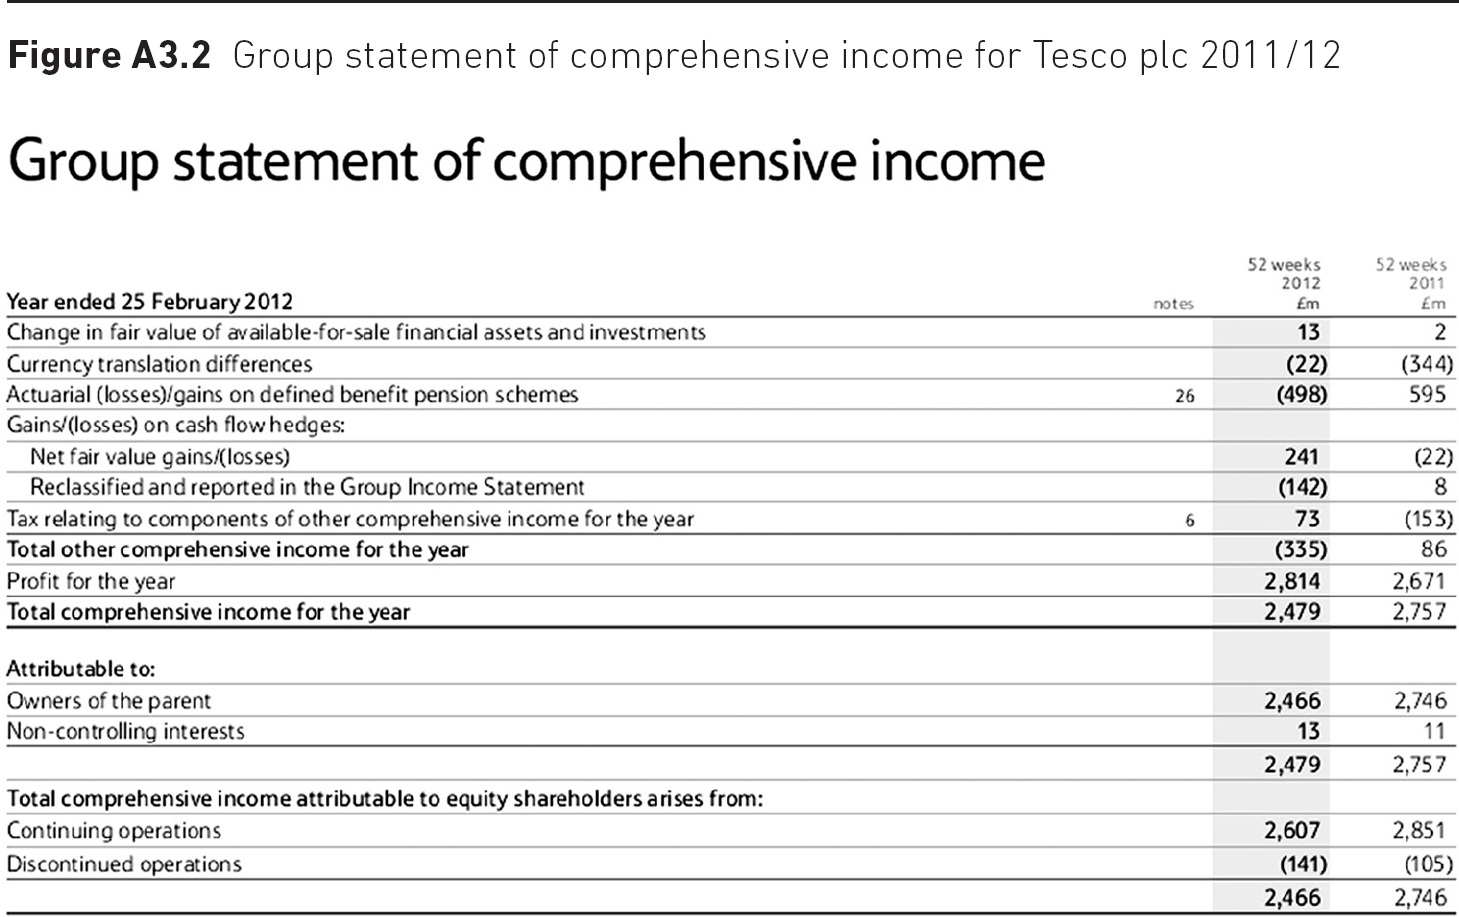 Figure A3.2 Group statement of comprehensive income for Tesco plc 2011/12
Group statement of comprehensive income
52 weeks 52 weeks
2012 2011
Year ended 25 February 2012 notes £m £m
Change in fair value of available-for-sale financial assets and investments 13 2
Currency translation differences (22) (344)
Actuarial (losses)/gains on defined benefit pension schemes 26 (498) 595
Gains/(losses) on cash flow hedges:
Net fair value gains/(losses) 241 (22)
Reclassified and reported in the Group Income Statement (142) 8
Tax relating to components of other comprehensive income for the year 6 73 (153)
Total other comprehensive income for the year (335) 86
Profit for the year 2,814 2,671
Total comprehensive income for the year 2,479 2,757
Attributable to:
Owners of the parent 2,466 2,746
Non-controlling interests 13 11
2,479 2,757
Total comprehensive income attributable to equity shareholders arises from:
Continuing operations 2,607 2,851
Discontinued operations (141) (105)
2,466 2,746